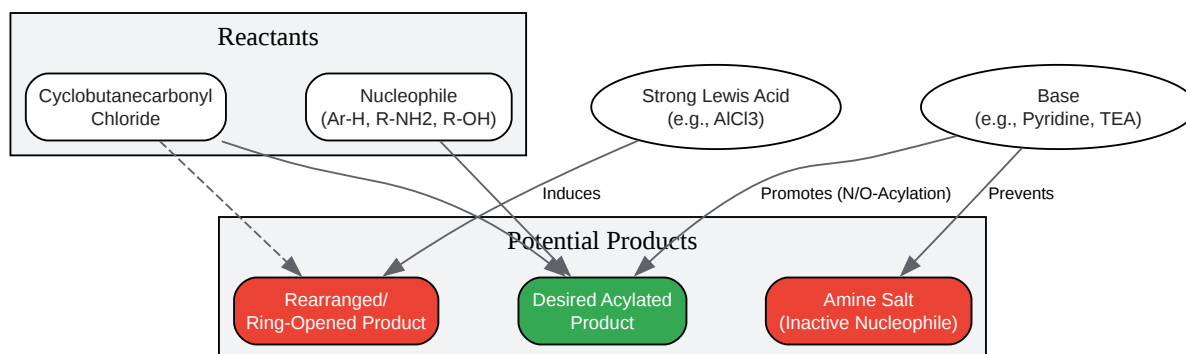 Reactants
Cyclobutanecarbonyl
Chloride
Nucleophile
(Ar-H, R-NH2, R-OH)
Strong Lewis Acid
(e.g., AlCl3)
Base
(e.g., Pyridine, TEA)
Induces
Promotes (N/O-Acylation)
Prevents
Potential Products
Rearranged/
Ring-Opened Product
Desired Acylated
Product
Amine Salt
(Inactive Nucleophile)